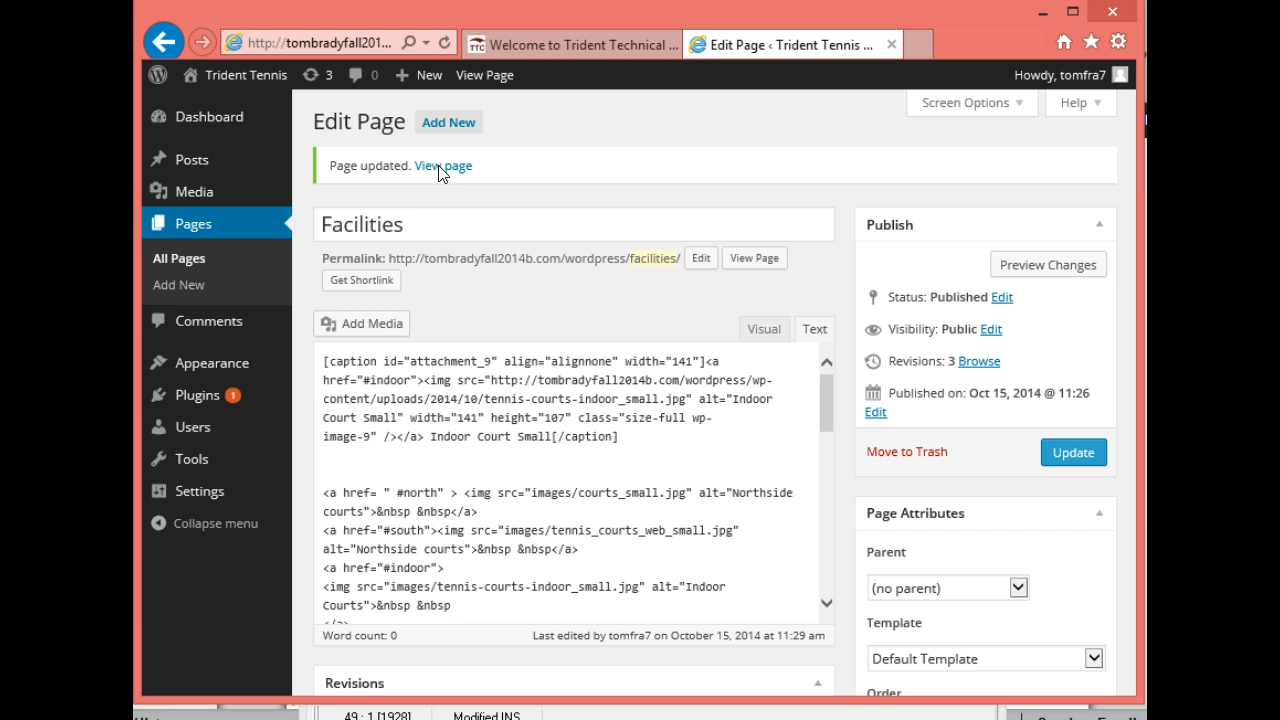 http://tombradyfall201...
Welcome to Trident Technical ...
Edit Page ‹ Trident Tennis ...
Trident Tennis
3
0
New
View Page
Howdy, tomfra7
Dashboard
Posts
Media
Pages
All Pages
Add New
Comments
Appearance
Plugins 1
Users
Tools
Settings
Collapse menu
Screen Options
Help
Edit Page
Add New
Page updated. View page
Facilities
Permalink: http://tombradyfall2014b.com/wordpress/facilities/
Edit
View Page
Get Shortlink
Add Media
Visual
Text
[caption id="attachment_9" align="alignnone" width="141"]<a
href="#indoor"><img src="http://tombradyfall2014b.com/wordpress/wp-
content/uploads/2014/10/tennis-courts-indoor_small.jpg" alt="Indoor
Court Small" width="141" height="107" class="size-full wp-
image-9" /></a> Indoor Court Small[/caption]
<a href= " #north" > <img src="images/courts_small.jpg" alt="Northside
courts">&nbsp &nbsp</a>
<a href="#south"><img src="images/tennis_courts_web_small.jpg"
alt="Northside courts">&nbsp &nbsp</a>
<a href="#indoor">
<img src="images/tennis-courts-indoor_small.jpg" alt="Indoor
Courts">&nbsp &nbsp
</a>
Word count: 0
Last edited by tomfra7 on October 15, 2014 at 11:29 am
Revisions
Publish
Preview Changes
Status: Published Edit
Visibility: Public Edit
Revisions: 3 Browse
Published on: Oct 15, 2014 @ 11:26
Edit
Move to Trash
Update
Page Attributes
Parent
(no parent)
Template
Default Template
Order
49 : 1 [1928]
Modified INS